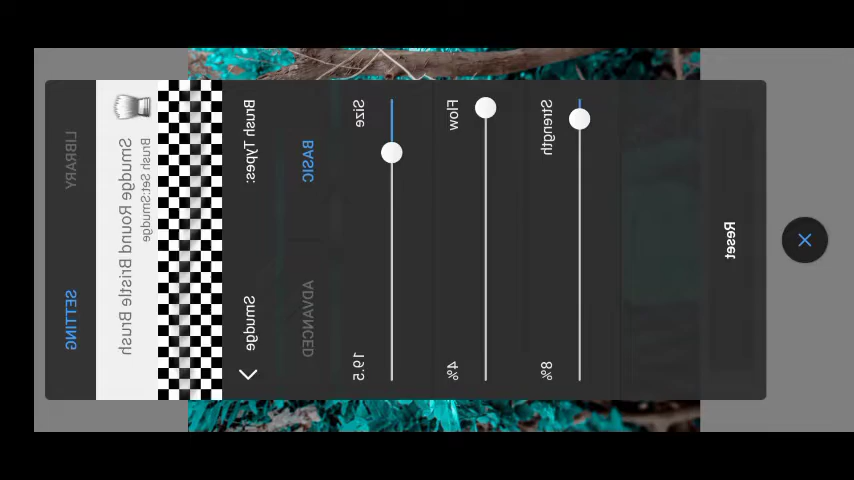 LIBRARY
SETTING
Smudge Round Bristle Brush
Brush Set:Smudge
Brush Types:
Smudge
BASIC
ADVANCED
Size
19.5
Flow
4%
Strength
8%
Reset